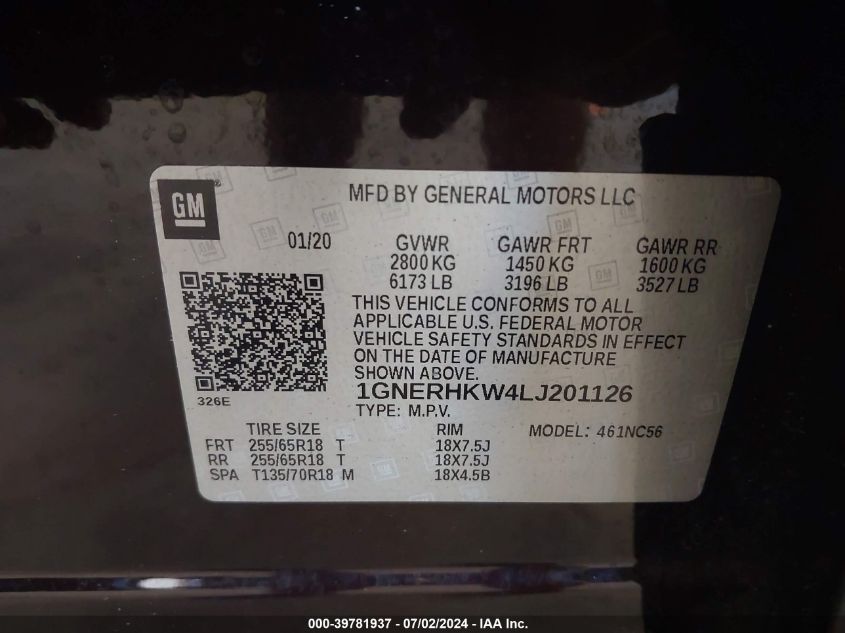 GM ®
MFD BY GENERAL MOTORS LLC
01/20 GVWR GAWR FRT GAWR RR
2800 KG 1450 KG 1600 KG
6173 LB 3196 LB 3527 LB
THIS VEHICLE CONFORMS TO ALL
APPLICABLE U.S. FEDERAL MOTOR
VEHICLE SAFETY STANDARDS IN EFFECT
ON THE DATE OF MANUFACTURE
SHOWN ABOVE.
326E
1GNERHKW4LJ201126
TYPE: M.P.V.
TIRE SIZE RIM MODEL: 461NC56
FRT 255/65R18 T 18X7.5J
RR 255/65R18 T 18X7.5J
SPA T135/70R18 M 18X4.5B
000-39781937 - 07/02/2024 - IAA Inc.